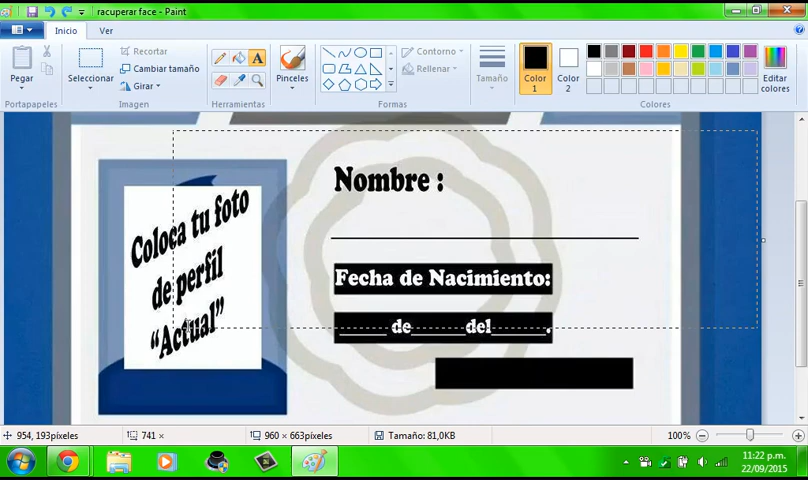 racuperar face - Paint
Inicio
Ver
Pegar
Portapapeles
Seleccionar
Recortar
Cambiar tamaño
Girar
Imagen
A
Herramientas
Pinceles
Formas
Contorno
Rellenar
Tamaño
Color
1
Color
2
Editar
colores
Colores
Nombre :
Coloca tu foto
de perfil
“Actual”
Fecha de Nacimiento:
_____ de______del______.
954, 193píxeles
741 ×
960 × 663píxeles
Tamaño: 81,0KB
100%
11:22 p.m.
22/09/2015